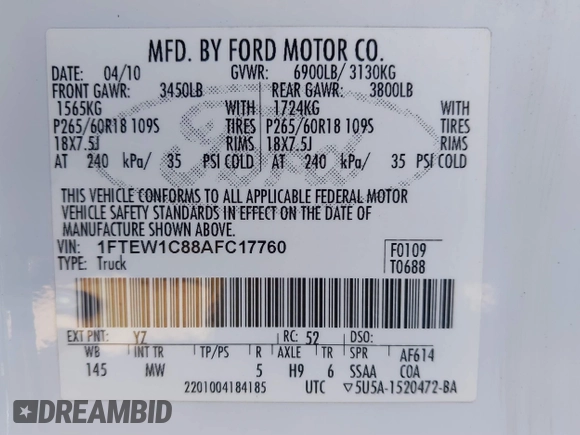 MFD. BY FORD MOTOR CO.
DATE: 04/10 GVWR: 6900LB/ 3130KG
FRONT GAWR: 3450LB REAR GAWR: 3800LB
1565KG WITH 1724KG WITH
P265/60R18 109S TIRES P265/60R18 109S TIRES
18X7.5J RIMS 18X7.5J RIMS
AT 240 kPa/ 35 PSI COLD AT 240 kPa/ 35 PSI COLD
Ford
THIS VEHICLE CONFORMS TO ALL APPLICABLE FEDERAL MOTOR
VEHICLE SAFETY STANDARDS IN EFFECT ON THE DATE OF
MANUFACTURE SHOWN ABOVE.
VIN: 1FTEW1C88AFC17760 F0109
TYPE: Truck T0688
EXT PNT: YZ RC: 52 DSO:
WB INT TR TP/PS R AXLE TR SPR AF614
145 MW 5 H9 6 SSAA COA
2201004184185 UTC ▽5U5A-1520472-BA
DREAMBID